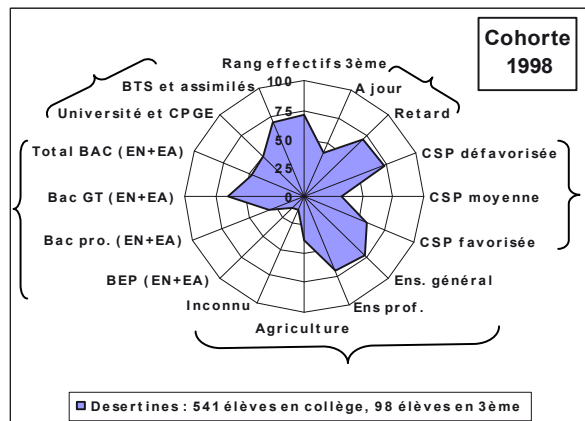 Cohorte
1998
Rang effectifs 3ème
100
75
50
25
0
A jour
Retard
CSP défavorisée
CSP moyenne
CSP favorisée
Ens. général
Ens prof.
Agriculture
Inconnu
BEP (EN+EA)
Bac pro. (EN+EA)
Bac GT (EN+EA)
Total BAC (EN+EA)
Université et CPGE
BTS et assimilés
Desertines : 541 élèves en collège, 98 élèves en 3ème